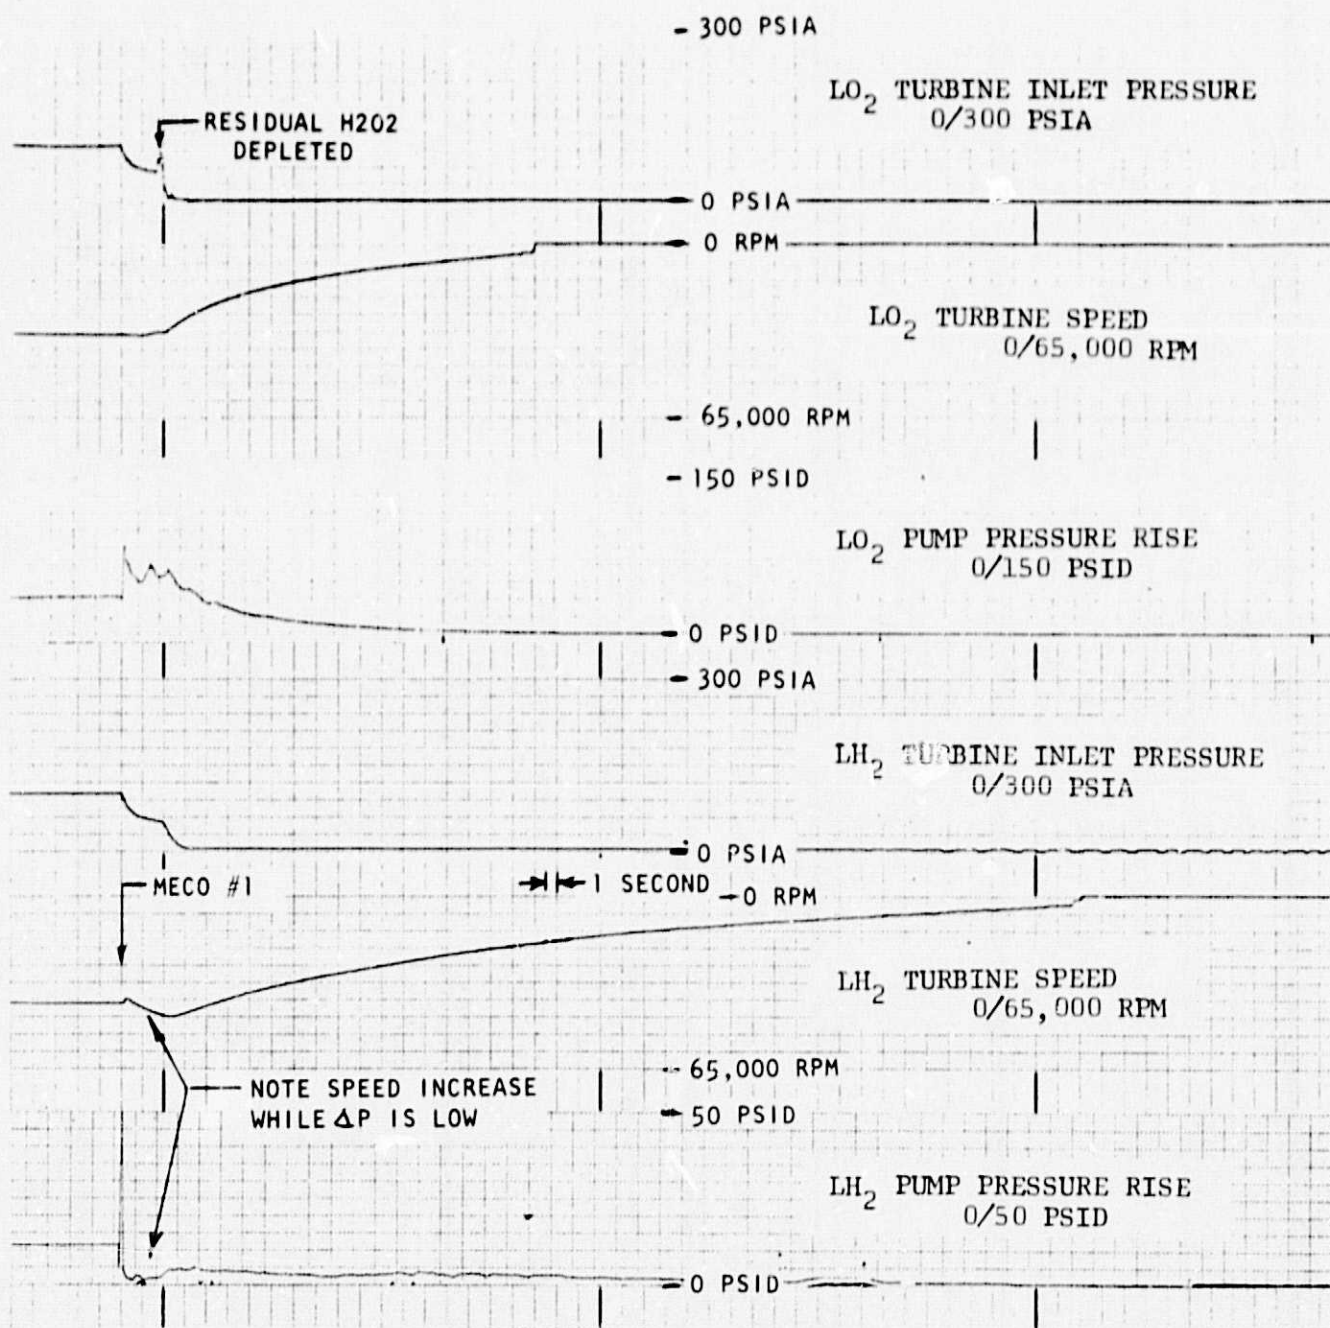 300 PSIA
LO2 TURBINE INLET PRESSURE
0/300 PSIA
RESIDUAL H2O2
DEPLETED
0 PSIA
0 RPM
LO2 TURBINE SPEED
0/65,000 RPM
65,000 RPM
150 PSID
LO2 PUMP PRESSURE RISE
0/150 PSID
0 PSID
300 PSIA
LH2 TURBINE INLET PRESSURE
0/300 PSIA
0 PSIA
MECO #1
1 SECOND
0 RPM
LH2 TURBINE SPEED
0/65,000 RPM
65,000 RPM
NOTE SPEED INCREASE
WHILE ΔP IS LOW
50 PSID
LH2 PUMP PRESSURE RISE
0/50 PSID
0 PSID